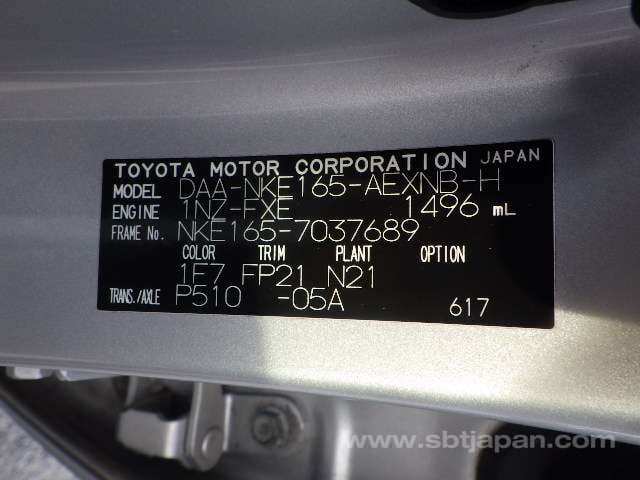 TOYOTA MOTOR CORPORATION JAPAN
MODEL DAA-NKE165-AEXNB-H
ENGINE 1NZ-FXE 1496 mL
FRAME No. NKE165-7037689
COLOR TRIM PLANT OPTION
1F7 FP21 N21
TRANS./AXLE P510 -05A 617
www.sbtjapan.com